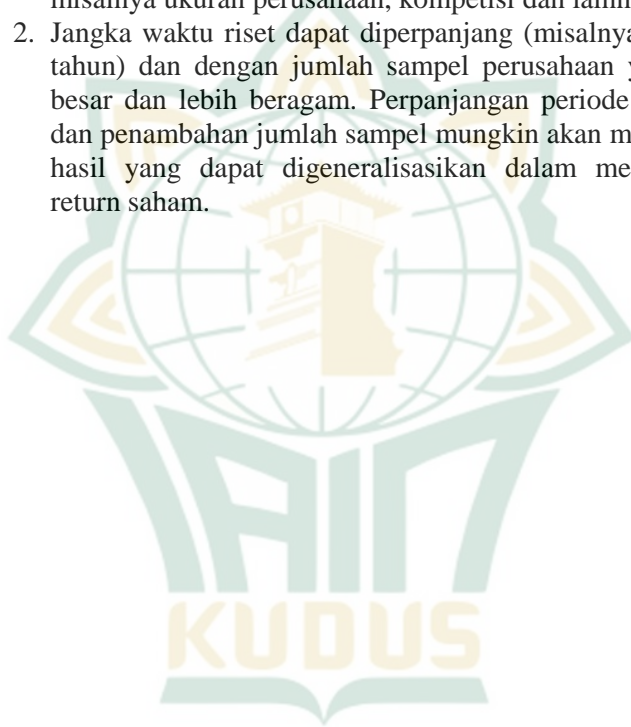 misalnya ukuran perusahaan, kompetisi dan
2. Jangka waktu riset dapat diperpanjang (misalnya
tahun) dan dengan jumlah sampel perusahaan
besar dan lebih beragam. Perpanjangan periode
dan penambahan jumlah sampel mungkin akan
hasil yang dapat digeneralisasikan dalam
return saham.
IAIN
KUDUS